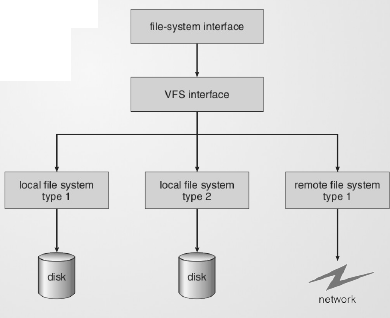 file-system interface
VFS interface
local file system
type 1
local file system
type 2
remote file system
type 1
disk
disk
network